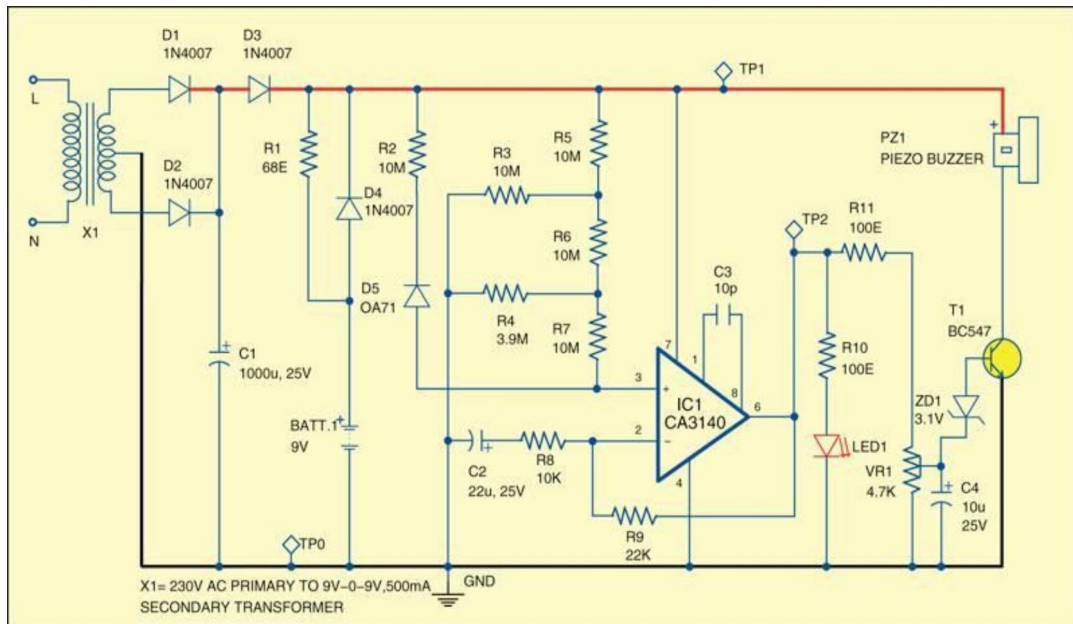 D1
1N4007
D3
1N4007
L
N
X1
D2
1N4007
R1
68E
D4
1N4007
R2
10M
D5
OA71
R3
10M
R4
3.9M
R5
10M
R6
10M
R7
10M
TP1
+
PZ1
PIEZO BUZZER
TP2
R11
100E
C3
10p
7
1
8
3
+
2
−
6
4
IC1
CA3140
R10
100E
LED1
T1
BC547
ZD1
3.1V
VR1
4.7K
+
C4
10u
25V
+
C1
1000u, 25V
BATT.1
+
9V
+
C2
22u, 25V
R8
10K
R9
22K
TP0
GND
X1= 230V AC PRIMARY TO 9V–0–9V,500mA
SECONDARY TRANSFORMER